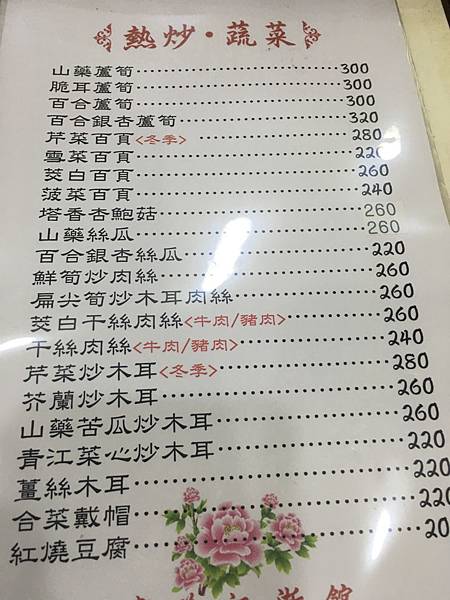 熱炒·蔬菜
山藥蘆筍 300
脆耳蘆筍 300
百合蘆筍 300
百合銀杏蘆筍 320
芹菜百頁<冬季> 280
雪菜百頁 220
茭白百頁 260
菠菜百頁 240
塔香杏鮑菇 260
山藥絲瓜 260
百合銀杏絲瓜 220
鮮筍炒肉絲 260
扁尖筍炒木耳肉絲 260
茭白干絲肉絲<牛肉/豬肉> 260
干絲肉絲<牛肉/豬肉> 240
芹菜炒木耳<冬季> 280
芥蘭炒木耳 260
山藥苦瓜炒木耳 260
青江菜心炒木耳 220
薑絲木耳 220
合菜戴帽 220
紅燒豆腐 20